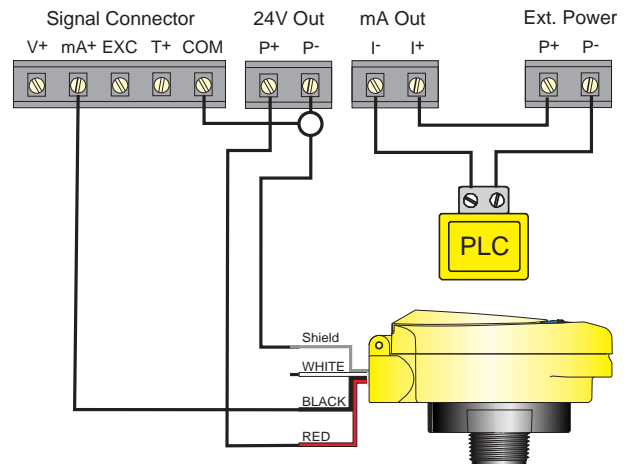 Signal Connector 24V Out mA Out Ext. Power
V+ mA+ EXC T+ COM P+ P- I- I+ P+ P-
PLC
Shield
WHITE
BLACK
RED